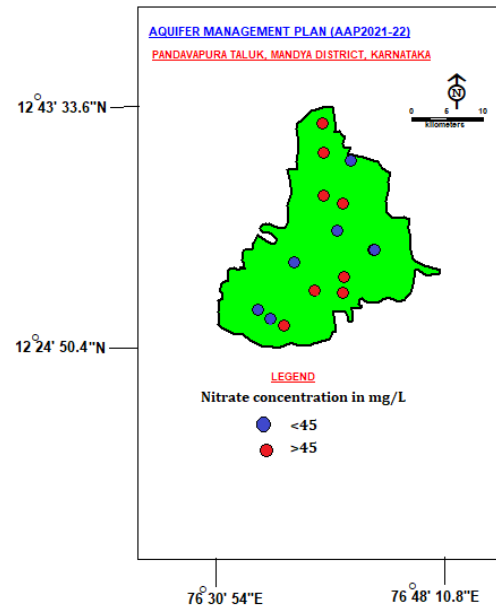 AQUIFER MANAGEMENT PLAN (AAP2021-22)
PANDAVAPURA TALUK, MANDYA DISTRICT, KARNATAKA
N
12° 43' 33.6"N
0 5 10
kilometers
12° 24' 50.4"N
LEGEND
Nitrate concentration in mg/L
<45
>45
76° 30' 54"E
76° 48' 10.8"E